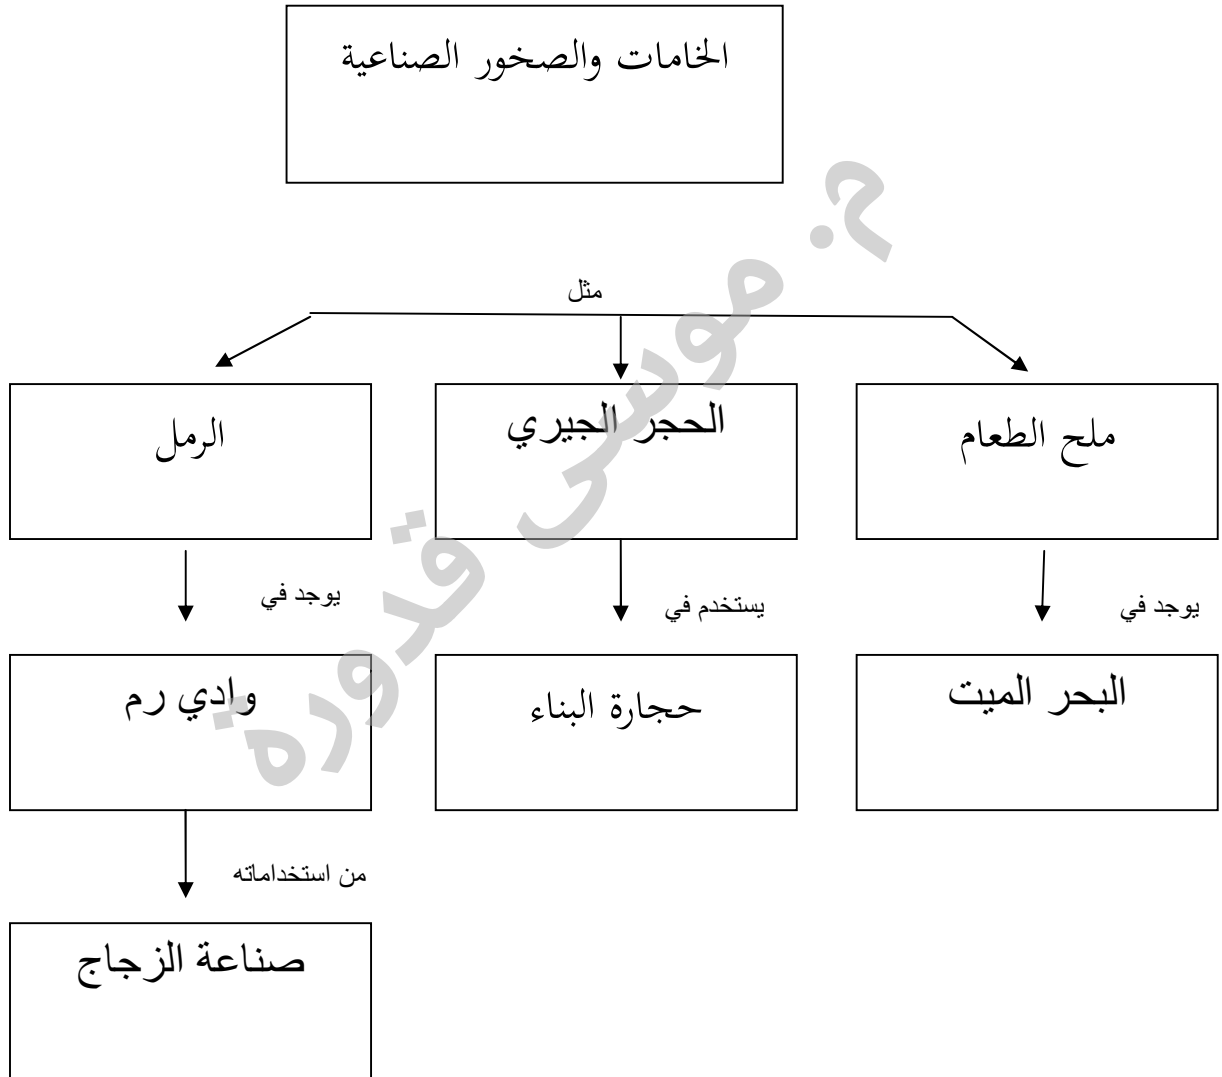 الخامات والصخور الصناعية
مثل
ملح الطعام
الحجر الجيري
الرمل
يوجد في
يستخدم في
يوجد في
البحر الميت
حجارة البناء
وادي رم
من استخداماته
صناعة الزجاج
م. موسى قدورة